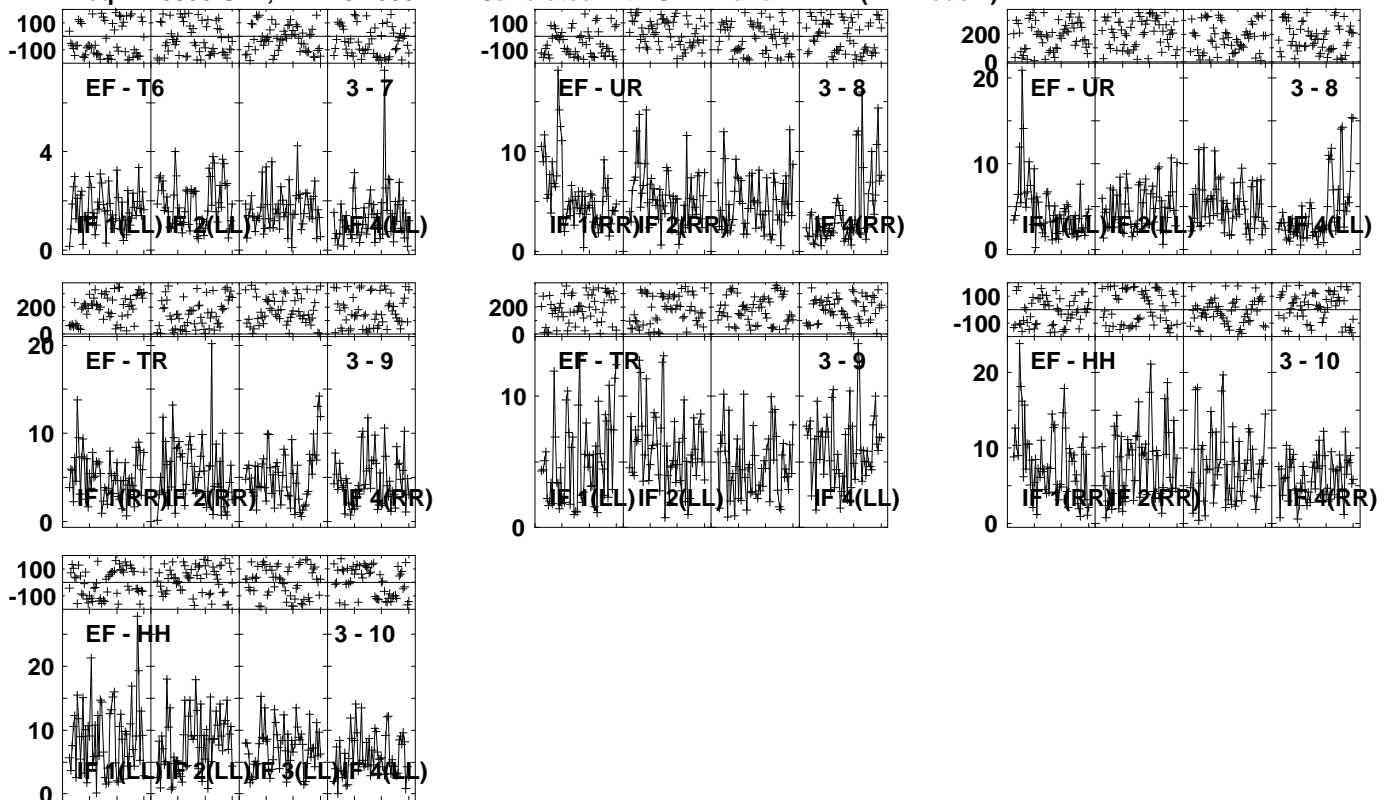 100
-100
EF - T6 3 - 7
4
0
IF 1(LL) IF 2(LL) IF 4(LL)
100
-100
EF - UR 3 - 8
10
0
IF 1(RR) IF 2(RR) IF 4(RR)
200
0
20
EF - UR 3 - 8
10
0
IF 1(LL) IF 2(LL) IF 4(LL)
200
0
20
EF - TR 3 - 9
10
0
IF 1(RR) IF 2(RR) IF 4(RR)
200
0
EF - TR 3 - 9
10
0
IF 1(LL) IF 2(LL) IF 4(LL)
100
-100
EF - HH 3 - 10
20
10
0
IF 1(RR) IF 2(RR) IF 4(RR)
100
-100
EF - HH 3 - 10
20
10
0
IF 1(LL) IF 2(LL) IF 3(LL) IF 4(LL)